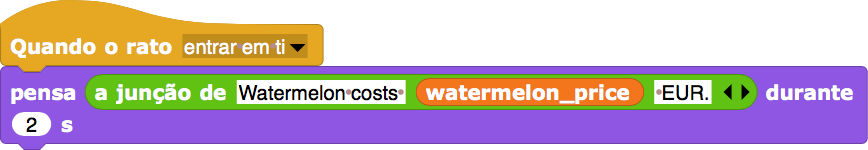 Quando o rato entrar em ti
pensa a junção de Watermelon costs watermelon_price EUR. durante
2 s